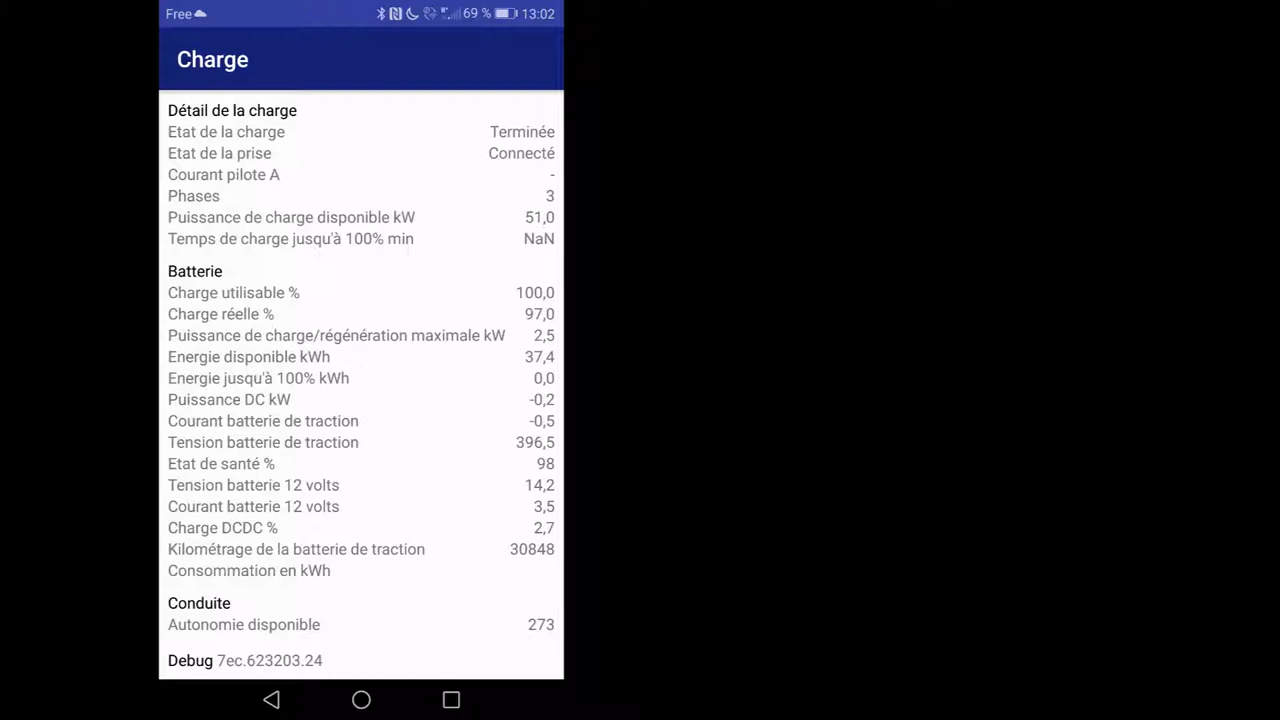 Free 69 % 13:02
Charge
Détail de la charge
Etat de la charge Terminée
Etat de la prise Connecté
Courant pilote A -
Phases 3
Puissance de charge disponible kW 51,0
Temps de charge jusqu'à 100% min NaN
Batterie
Charge utilisable % 100,0
Charge réelle % 97,0
Puissance de charge/régénération maximale kW 2,5
Energie disponible kWh 37,4
Energie jusqu'à 100% kWh 0,0
Puissance DC kW -0,2
Courant batterie de traction -0,5
Tension batterie de traction 396,5
Etat de santé % 98
Tension batterie 12 volts 14,2
Courant batterie 12 volts 3,5
Charge DCDC % 2,7
Kilométrage de la batterie de traction 30848
Consommation en kWh
Conduite
Autonomie disponible 273
Debug 7ec.623203.24